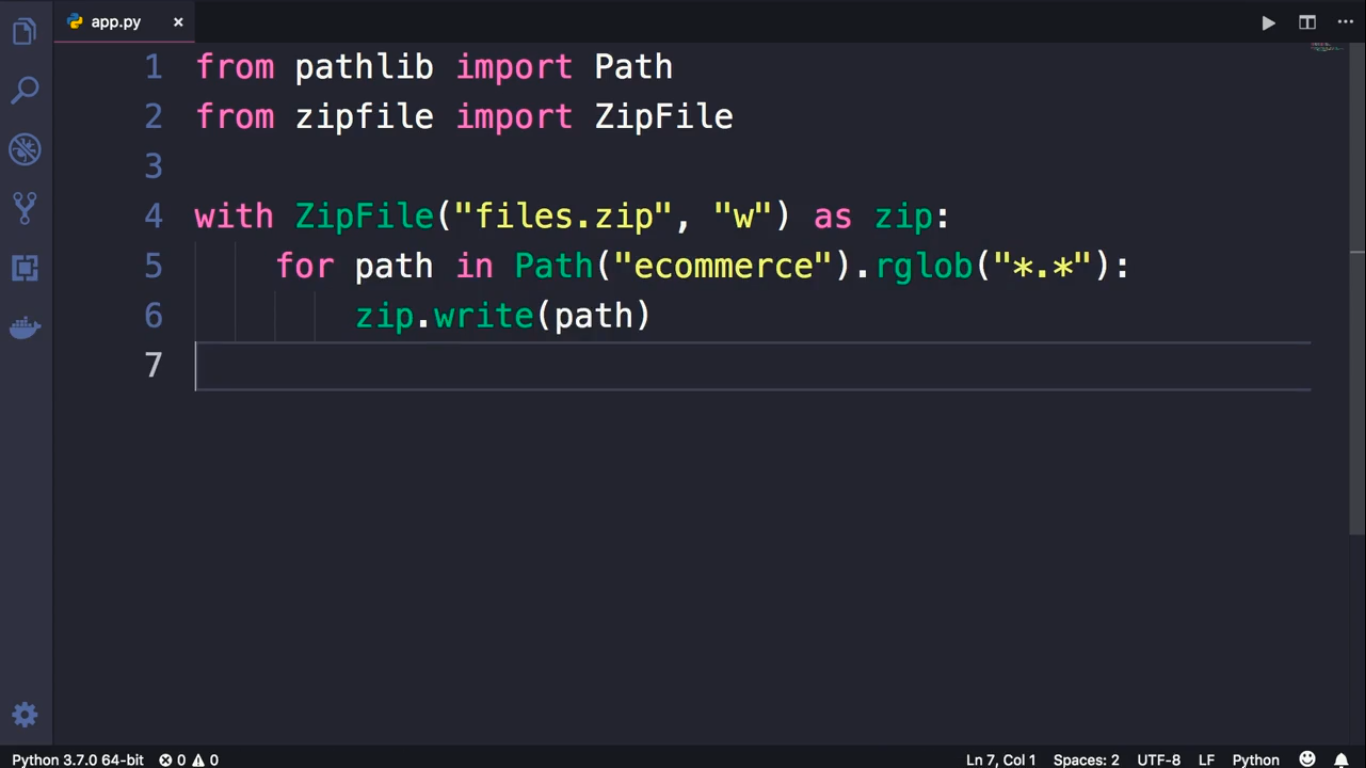 app.py
1 from pathlib import Path
2 from zipfile import ZipFile
3
4 with ZipFile("files.zip", "w") as zip:
5     for path in Path("ecommerce").rglob("*.*"):
6         zip.write(path)
7
Python 3.7.0 64-bit 0 0 Ln 7, Col 1 Spaces: 2 UTF-8 LF Python